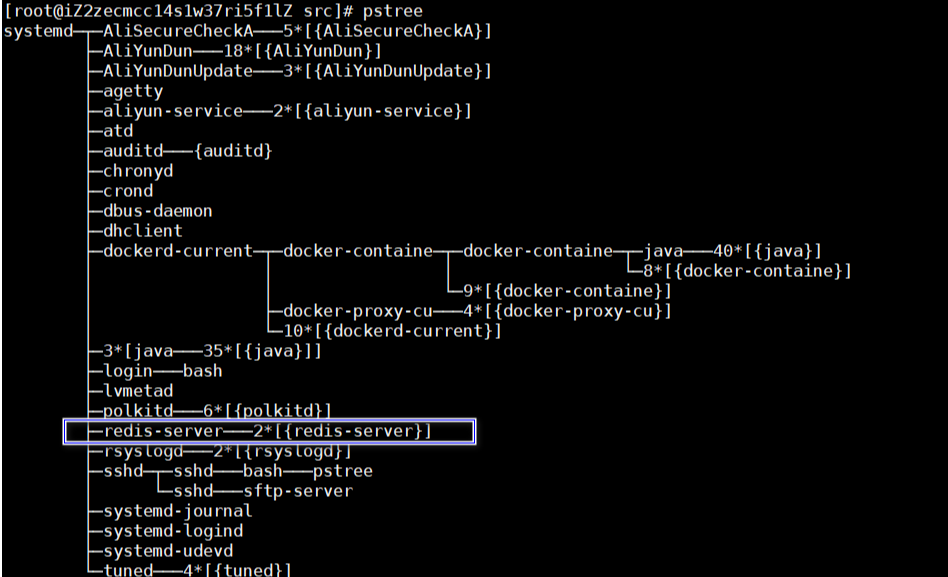 [root@iZ2zecmcc14s1w37ri5f1lZ src]# pstree
systemd─┬─AliSecureCheckA───5*[{AliSecureCheckA}]
        ├─AliYunDun───18*[{AliYunDun}]
        ├─AliYunDunUpdate───3*[{AliYunDunUpdate}]
        ├─agetty
        ├─aliyun-service───2*[{aliyun-service}]
        ├─atd
        ├─auditd───{auditd}
        ├─chronyd
        ├─crond
        ├─dbus-daemon
        ├─dhclient
        ├─dockerd-current─┬─docker-containe─┬─docker-containe─┬─java───40*[{java}]
        │                 │                 │                 └─8*[{docker-containe}]
        │                 │                 └─9*[{docker-containe}]
        │                 ├─docker-proxy-cu───4*[{docker-proxy-cu}]
        │                 └─10*[{dockerd-current}]
        ├─3*[java───35*[{java}]]
        ├─login───bash
        ├─lvmetad
        ├─polkitd───6*[{polkitd}]
        ├─redis-server───2*[{redis-server}]
        ├─rsyslogd───2*[{rsyslogd}]
        ├─sshd─┬─sshd───bash───pstree
        │      └─sshd───sftp-server
        ├─systemd-journal
        ├─systemd-logind
        ├─systemd-udevd
        └─tuned───4*[{tuned}]